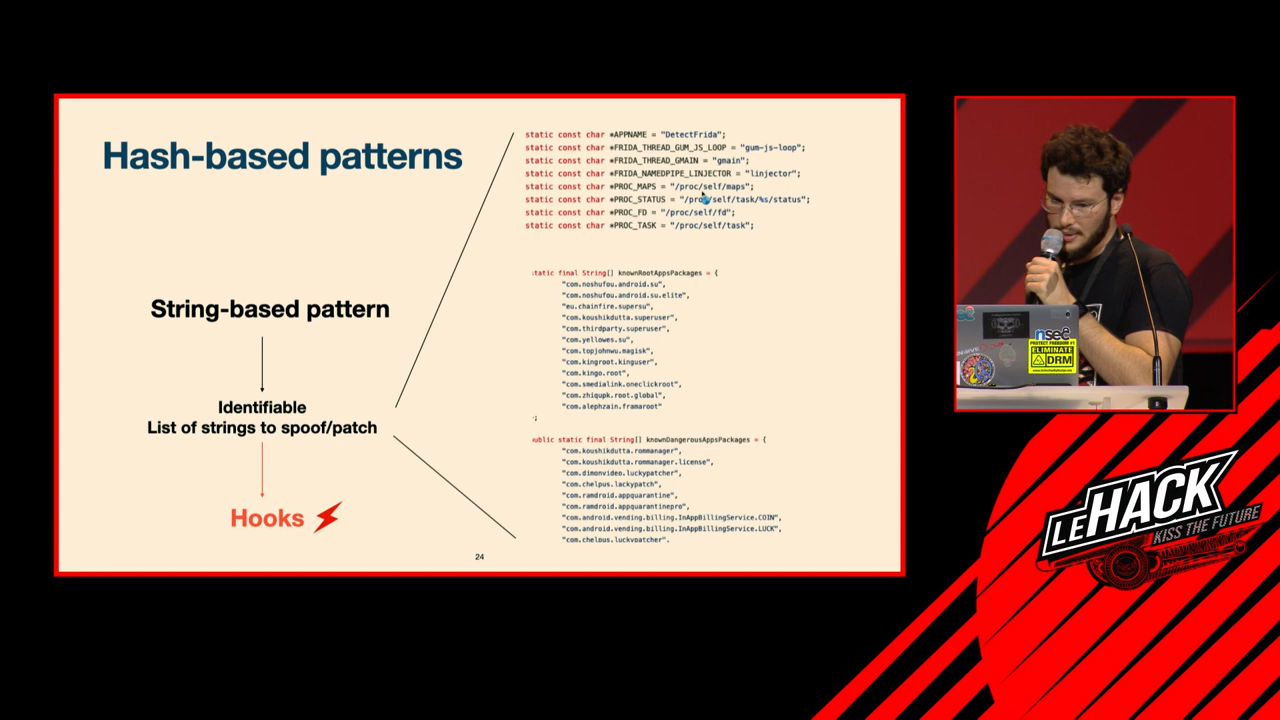 Hash-based patterns
String-based pattern
Identifiable
List of strings to spoof/patch
Hooks
static const char *APPNAME = "DetectFrida";
static const char *FRIDA_THREAD_GUM_JS_LOOP = "gum-js-loop";
static const char *FRIDA_THREAD_GMAIN = "gmain";
static const char *FRIDA_NAMEDPIPE_LINJECTOR = "linjector";
static const char *PROC_MAPS = "/proc/self/maps";
static const char *PROC_STATUS = "/proc/self/task/%s/status";
static const char *PROC_FD = "/proc/self/fd";
static const char *PROC_TASK = "/proc/self/task";
tatic final String[] knownRootAppsPackages = {
"com.noshufou.android.su",
"com.noshufou.android.su.elite",
"eu.chainfire.supersu",
"com.koushikdutta.superuser",
"com.thirdparty.superuser",
"com.yellowes.su",
"com.topjohnwu.magisk",
"com.kingroot.kinguser",
"com.kingo.root",
"com.smedialink.oneclickroot",
"com.zhiqupk.root.global",
"com.alephzain.framaroot"
;
ublic static final String[] knownDangerousAppsPackages = {
"com.koushikdutta.rommanager",
"com.koushikdutta.rommanager.license",
"com.dimonvideo.luckypatcher",
"com.chelpus.lackypatch",
"com.ramdroid.appquarantine",
"com.ramdroid.appquarantinepro",
"com.android.vending.billing.InAppBillingService.COIN",
"com.android.vending.billing.InAppBillingService.LUCK",
"com.chelpus.luckypatcher",
24
nsec
PROTECT FREEDOM #1
ELIMINATE
DRM
LEHACK
KISS THE FUTURE